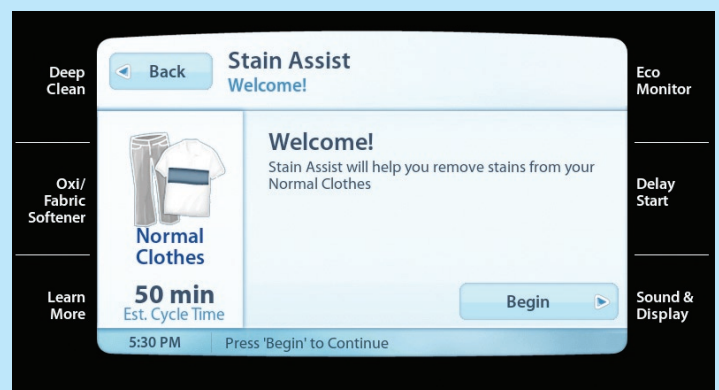 Deep
Clean
Oxi/
Fabric
Softener
Learn
More
Back
Stain Assist
Welcome!
Normal
Clothes
50 min
Est. Cycle Time
Welcome!
Stain Assist will help you remove stains from your
Normal Clothes
Begin
5:30 PM
Press 'Begin' to Continue
Eco
Monitor
Delay
Start
Sound &
Display